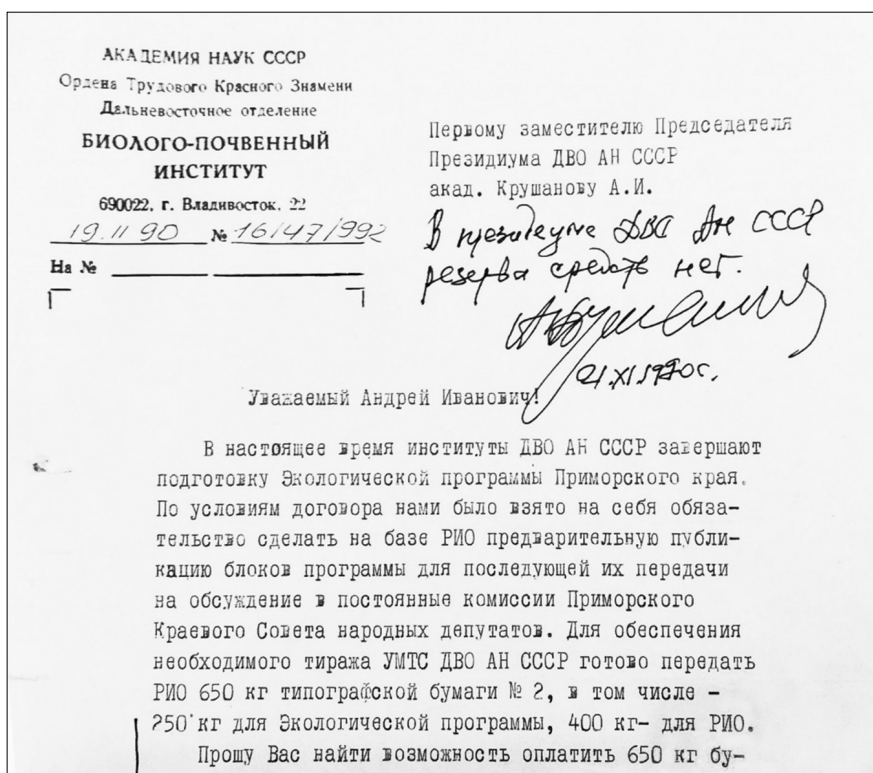 АКАДЕМИЯ НАУК СССР
Ордена Трудового Красного Знамени
Дальневосточное отделение
БИОЛОГО-ПОЧВЕННЫЙ
ИНСТИТУТ
690022, г. Владивосток, 22
19.11 90 № 16/47/992
На №
Первому заместителю Председателя
Президиума ДВО АН СССР
акад. Крушанову А.И.
В президиуме ДВО АН СССР
резерва средств нет.
21.XI.1990г.
Уважаемый Андрей Иванович!
В настоящее время институты ДВО АН СССР завершают
подготовку Экологической программы Приморского края.
По условиям договора нами было взято на себя обяза-
тельство сделать на базе РИО предварительную публи-
кацию блоков программы для последующей их передачи
на обсуждение в постоянные комиссии Приморского
Краевого Совета народных депутатов. Для обеспечения
необходимого тиража УМТС ДВО АН СССР готово передать
РИО 650 кг типографской бумаги № 2, в том числе -
250 кг для Экологической программы, 400 кг- для РИО.
Прошу Вас найти возможность оплатить 650 кг бу-